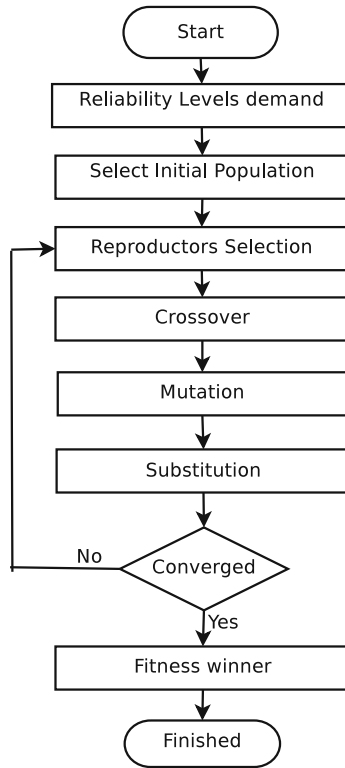 Start
Reliability Levels demand
Select Initial Population
Reproductors Selection
Crossover
Mutation
Substitution
Converged
No
Yes
Fitness winner
Finished